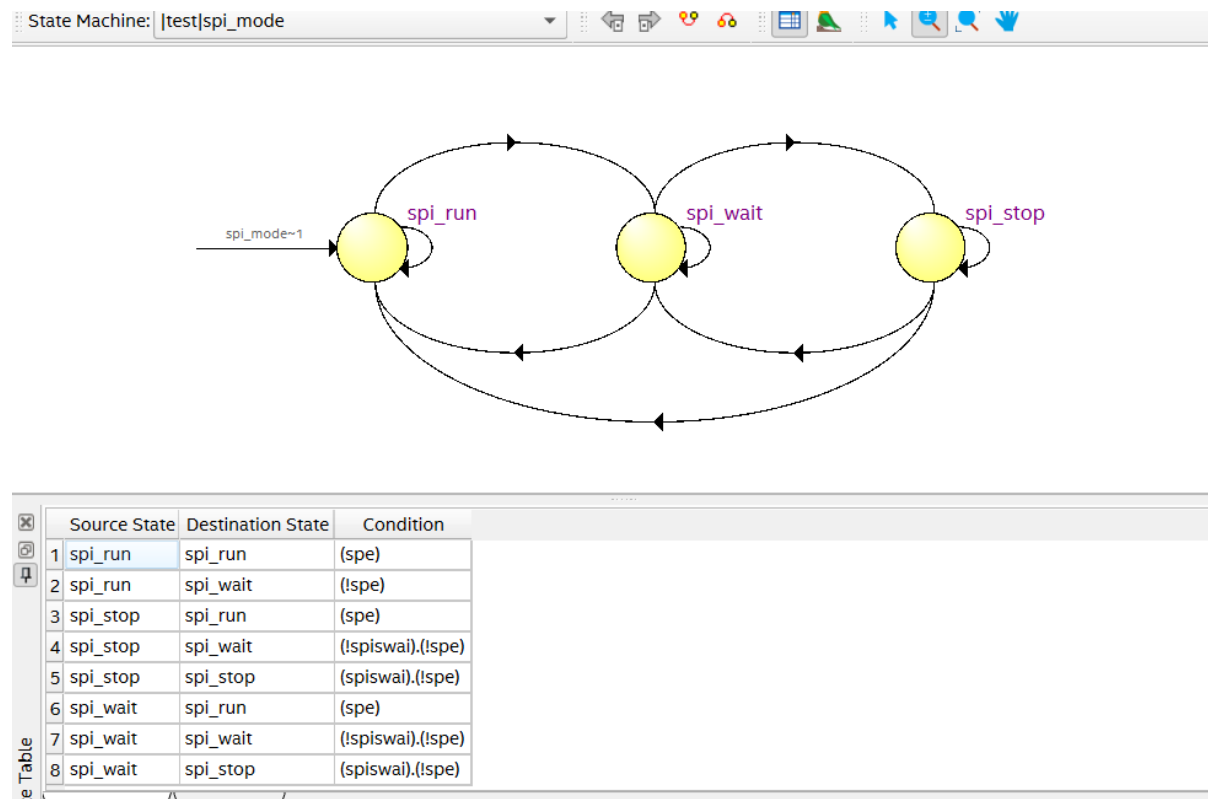 State Machine: |test|spi_mode
spi_run
spi_wait
spi_stop
spi_mode~1
Source State Destination State Condition
1 spi_run spi_run (spe)
2 spi_run spi_wait (!spe)
3 spi_stop spi_run (spe)
4 spi_stop spi_wait (!spiswai).(!spe)
5 spi_stop spi_stop (spiswai).(!spe)
6 spi_wait spi_run (spe)
7 spi_wait spi_wait (!spiswai).(!spe)
8 spi_wait spi_stop (spiswai).(!spe)
Table